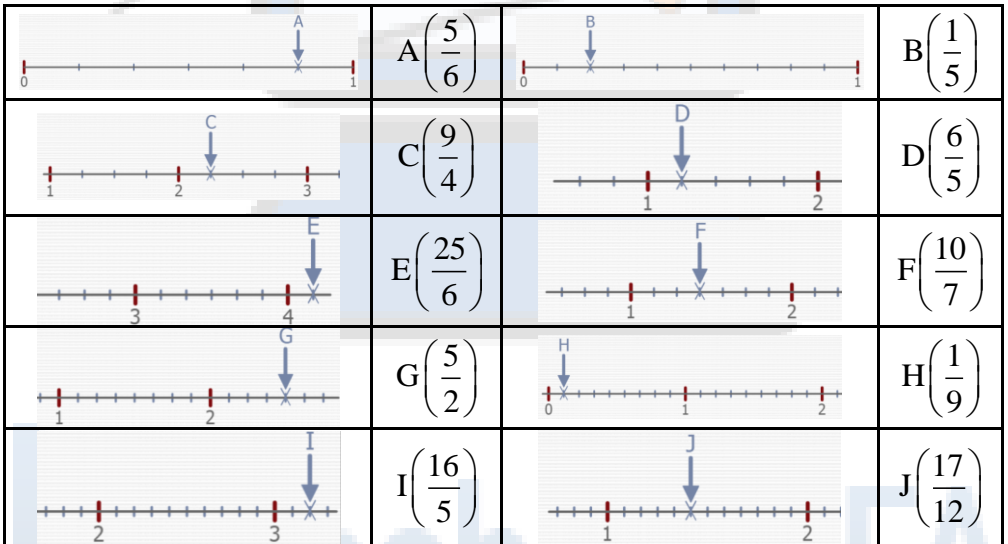 A
0 1
A(5/6)
B
0 1
B(1/5)
C
1 2 3
C(9/4)
D
1 2
D(6/5)
E
3 4
E(25/6)
F
1 2
F(10/7)
G
1 2
G(5/2)
H
0 1 2
H(1/9)
I
2 3
I(16/5)
J
1 2
J(17/12)